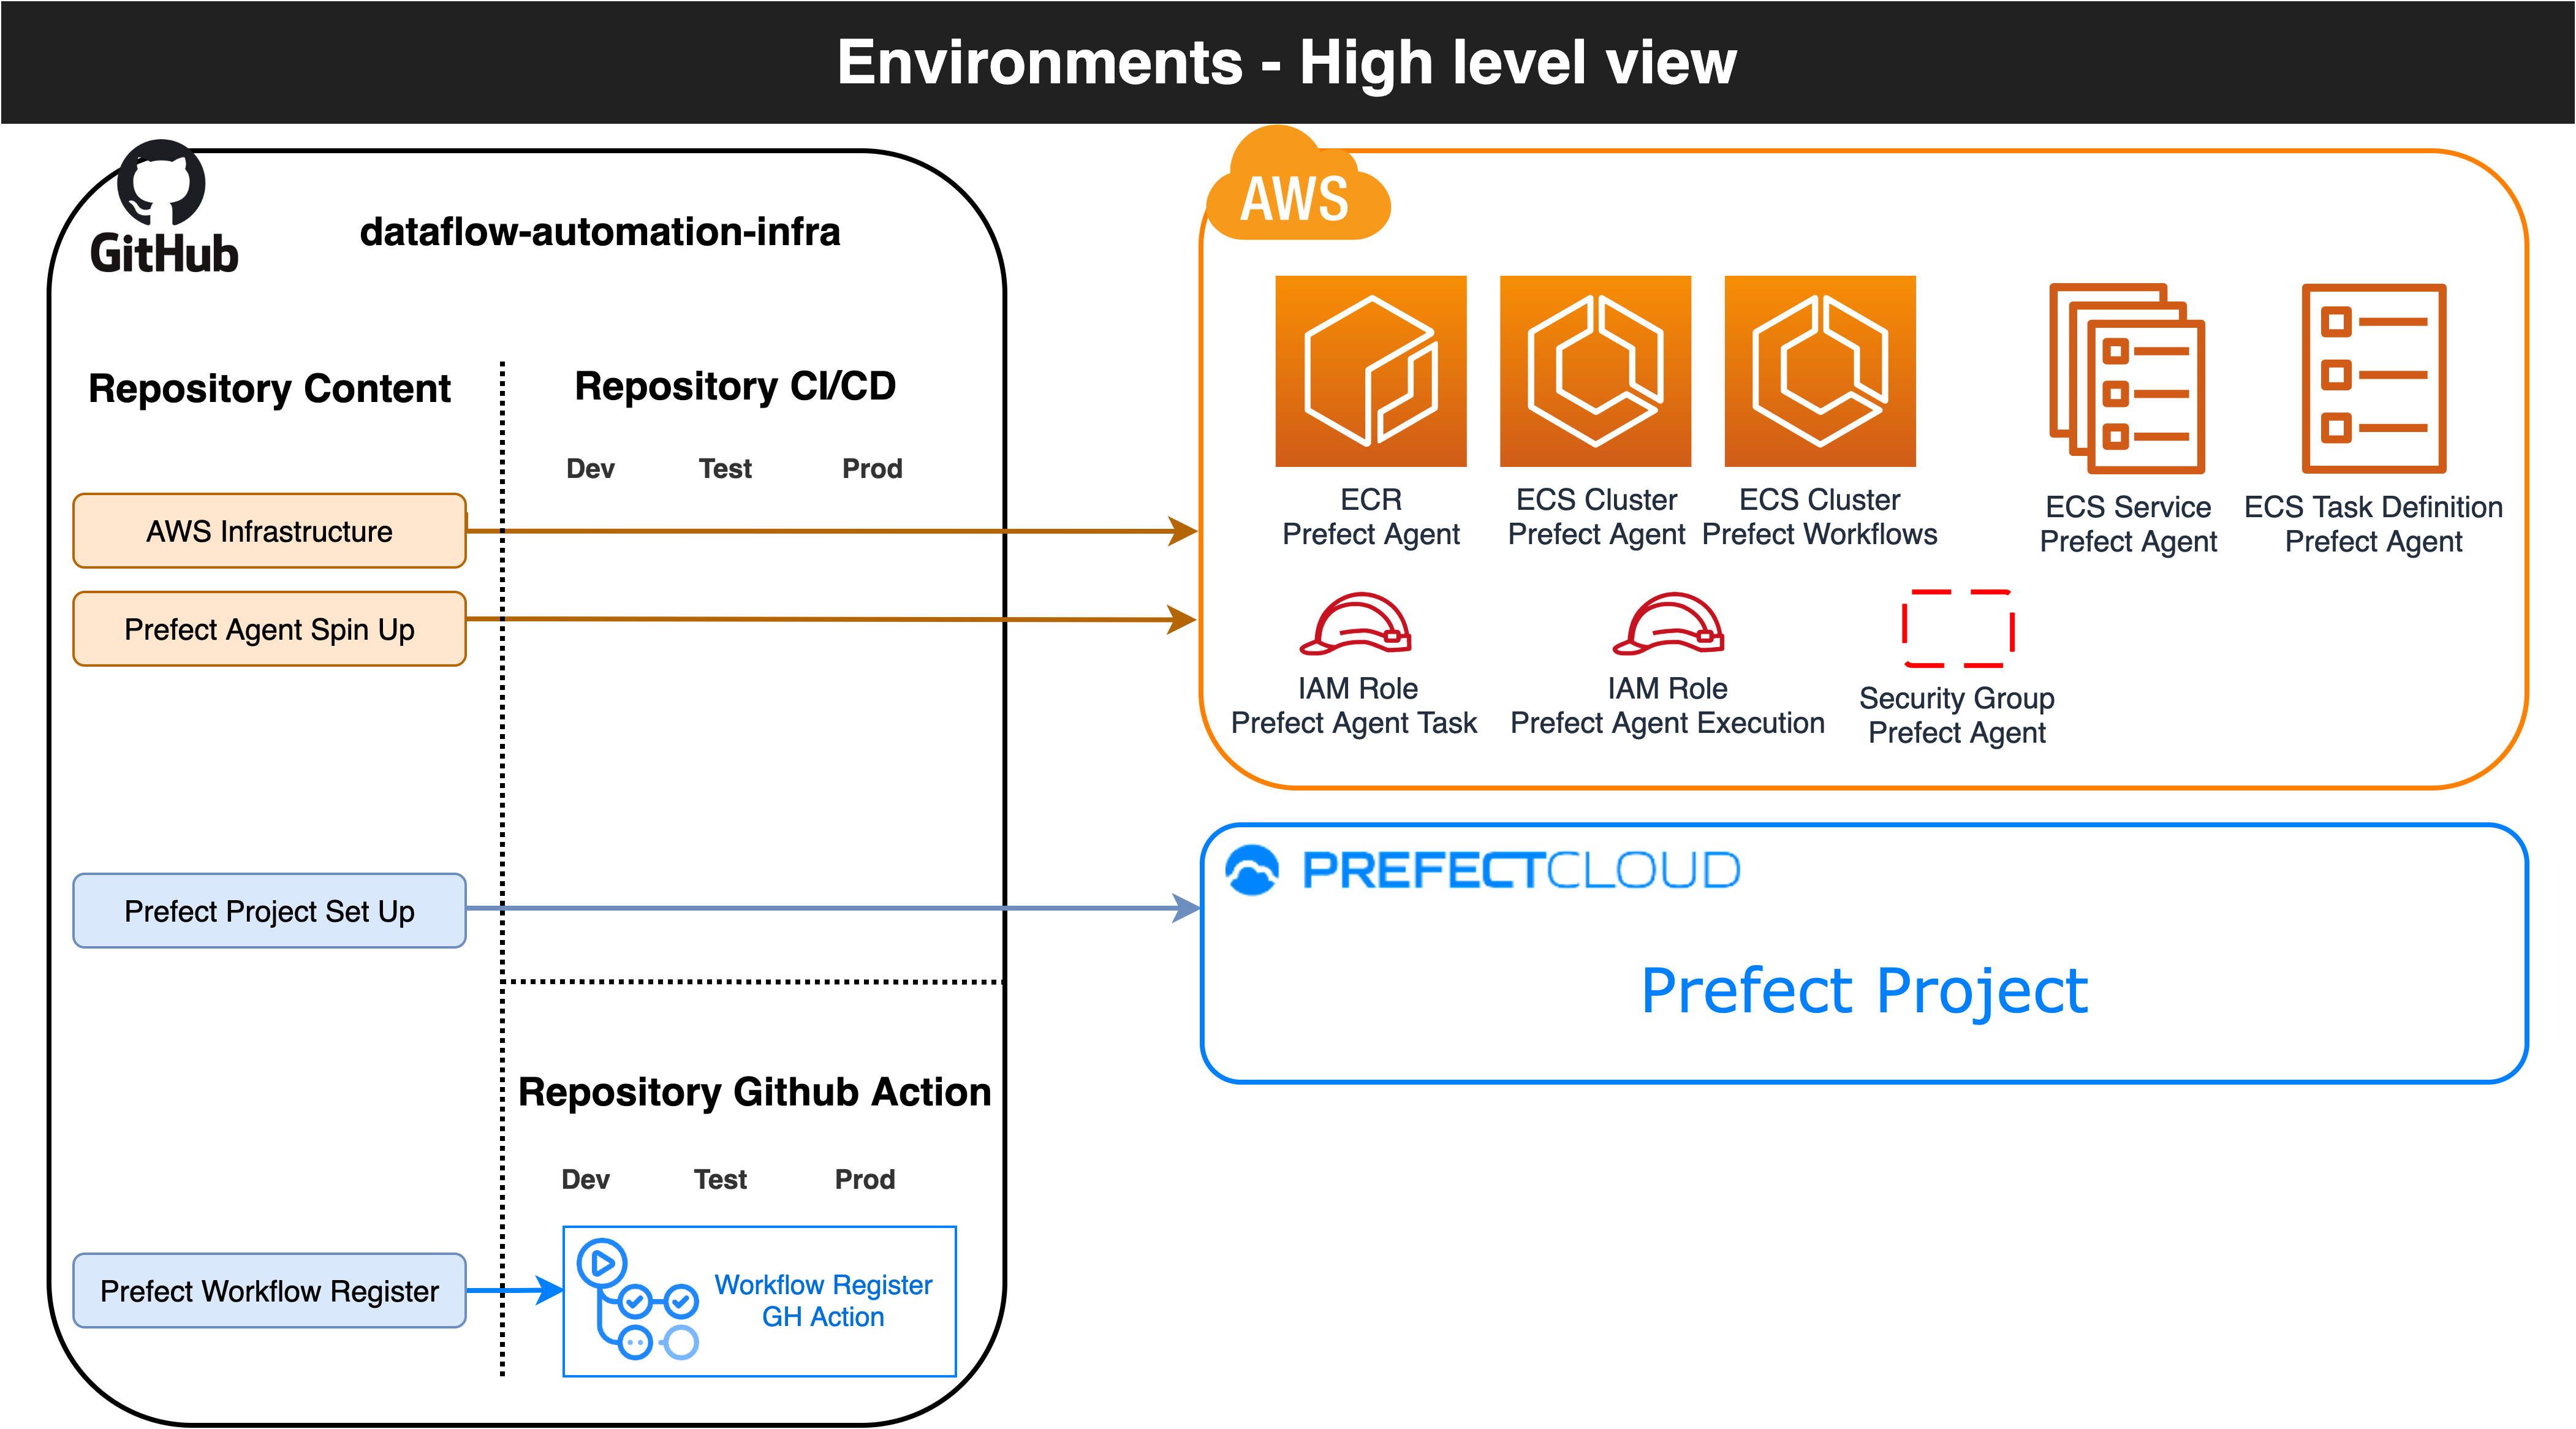 Environments - High level view
GitHub
dataflow-automation-infra
Repository Content
Repository CI/CD
Dev
Test
Prod
AWS Infrastructure
Prefect Agent Spin Up
Prefect Project Set Up
Repository Github Action
Dev
Test
Prod
Prefect Workflow Register
Workflow Register
GH Action
AWS
ECR
Prefect Agent
ECS Cluster
Prefect Agent
ECS Cluster
Prefect Workflows
ECS Service
Prefect Agent
ECS Task Definition
Prefect Agent
IAM Role
Prefect Agent Task
IAM Role
Prefect Agent Execution
Security Group
Prefect Agent
PREFECTCLOUD
Prefect Project